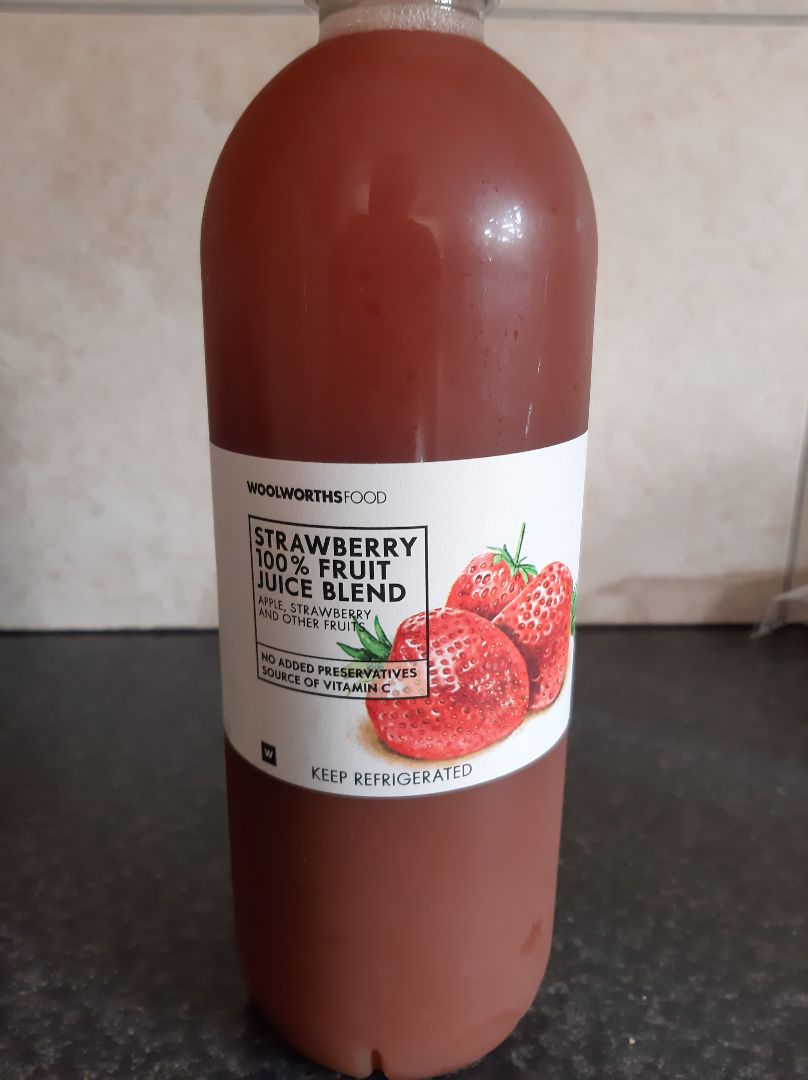 WOOLWORTHSFOOD
STRAWBERRY
100% FRUIT
JUICE BLEND
APPLE, STRAWBERRY
AND OTHER FRUITS
NO ADDED PRESERVATIVES
SOURCE OF VITAMIN C
W
KEEP REFRIGERATED